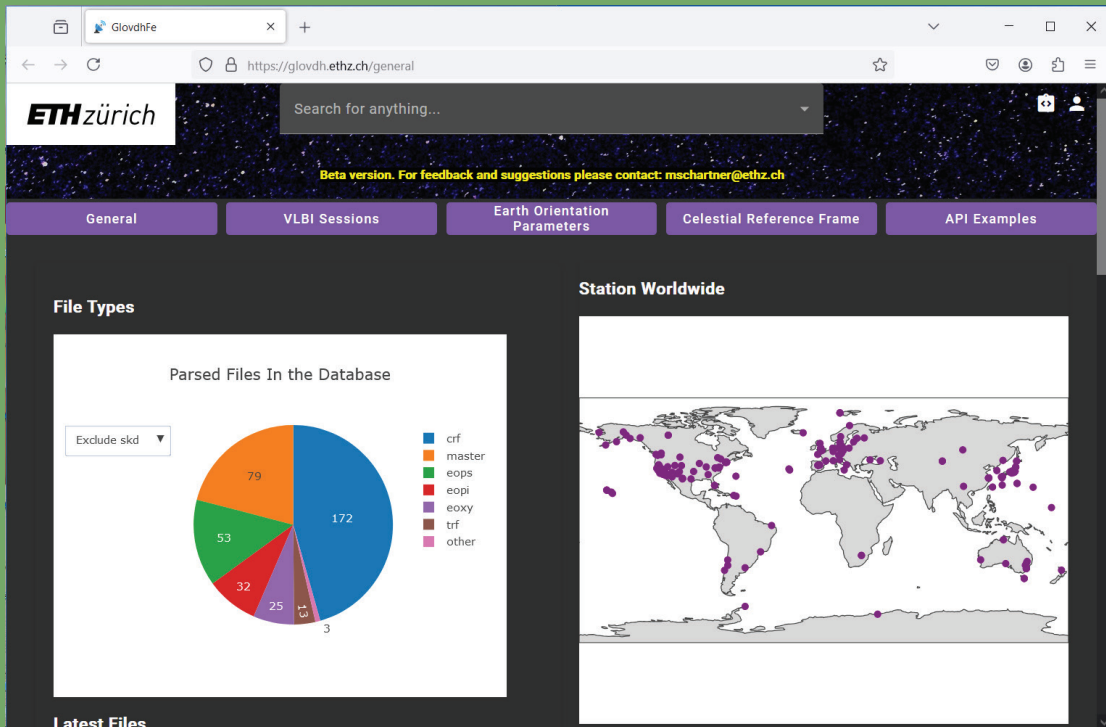 GlovdhFe
https://glovdh.ethz.ch/general
ETH zürich
Search for anything...
Beta version. For feedback and suggestions please contact: mschartner@ethz.ch
General
VLBI Sessions
Earth Orientation
Parameters
Celestial Reference Frame
API Examples
File Types
Parsed Files In the Database
Exclude skd
172
79
53
32
25
13
3
crf
master
eops
eopi
eoxy
trf
other
Station Worldwide
Latest Files